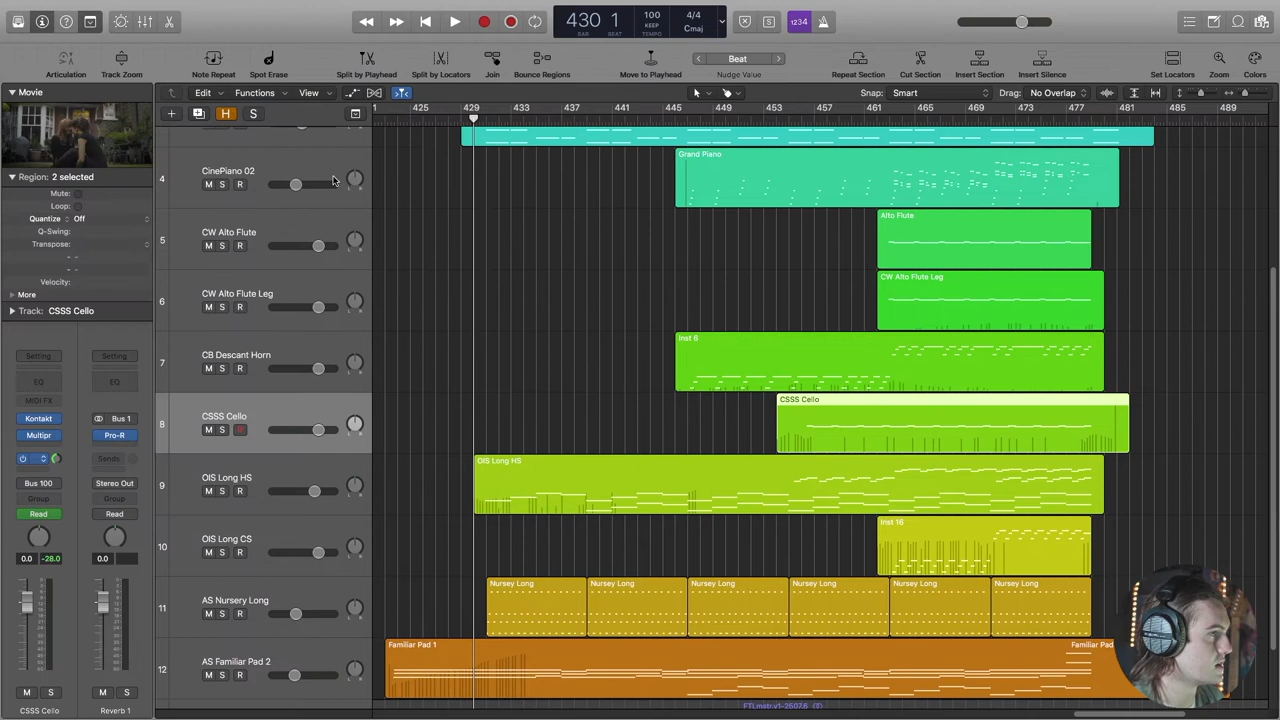 430 1
BAR BEAT
100
KEEP
TEMPO
4/4
Cmaj
1234
Articulation
Track Zoom
Note Repeat
Spot Erase
Split by Playhead
Split by Locators
Join
Bounce Regions
Move to Playhead
Beat
Nudge Value
Repeat Section
Cut Section
Insert Section
Insert Silence
Set Locators
Zoom
Colors
Movie
Edit
Functions
View
Snap: Smart
Drag: No Overlap
H
S
1 425 429 433 437 441 445 449 453 457 461 465 469 473 477 481 485 489
Region: 2 selected
Mute:
Loop:
Quantize Off
Q-Swing:
Transpose:
Velocity:
More
Track: CSSS Cello
Setting
Setting
EQ
EQ
MIDI FX
Kontakt
Bus 1
Multipr
Pro-R
Sends
Bus 100
Stereo Out
Group
Group
Read
Read
0.0 -28.0
0.0
M S
M S
CSSS Cello
Reverb 1
4
CinePiano 02
M S R
Grand Piano
5
CW Alto Flute
M S R
Alto Flute
6
CW Alto Flute Leg
M S R
CW Alto Flute Leg
7
CB Descant Horn
M S R
Inst 6
8
CSSS Cello
M S R
CSSS Cello
9
OIS Long HS
M S R
OIS Long HS
10
OIS Long CS
M S R
Inst 16
11
AS Nursery Long
M S R
Nursey Long
Nursey Long
Nursey Long
Nursey Long
Nursey Long
Nursey Long
12
AS Familiar Pad 2
M S R
Familiar Pad 1
Familiar Pad
FTLmstr.v1-2507.6